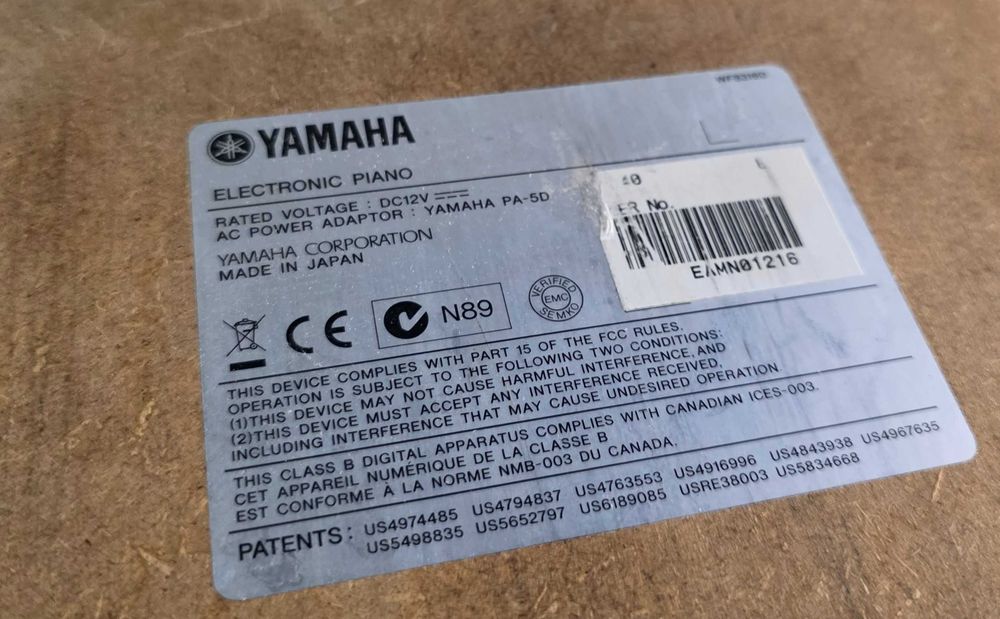 WF9316D
YAMAHA
ELECTRONIC PIANO
RATED VOLTAGE : DC12V
AC POWER ADAPTOR : YAMAHA PA-5D
YAMAHA CORPORATION
MADE IN JAPAN
ER No.
EAMN01216
CE
N89
VERIFIED
EMC
SEMKO
THIS DEVICE COMPLIES WITH PART 15 OF THE FCC RULES.
OPERATION IS SUBJECT TO THE FOLLOWING TWO CONDITIONS:
(1)THIS DEVICE MAY NOT CAUSE HARMFUL INTERFERENCE, AND
(2)THIS DEVICE MUST ACCEPT ANY INTERFERENCE RECEIVED,
INCLUDING INTERFERENCE THAT MAY CAUSE UNDESIRED OPERATION.
THIS CLASS B DIGITAL APPARATUS COMPLIES WITH CANADIAN ICES-003.
CET APPAREIL NUMÉRIQUE DE LA CLASSE B
EST CONFORME À LA NORME NMB-003 DU CANADA.
PATENTS : US4974485 US4794837 US4763553 US4916996 US4843938 US4967635
US5498835 US5652797 US6189085 USRE38003 US5834668